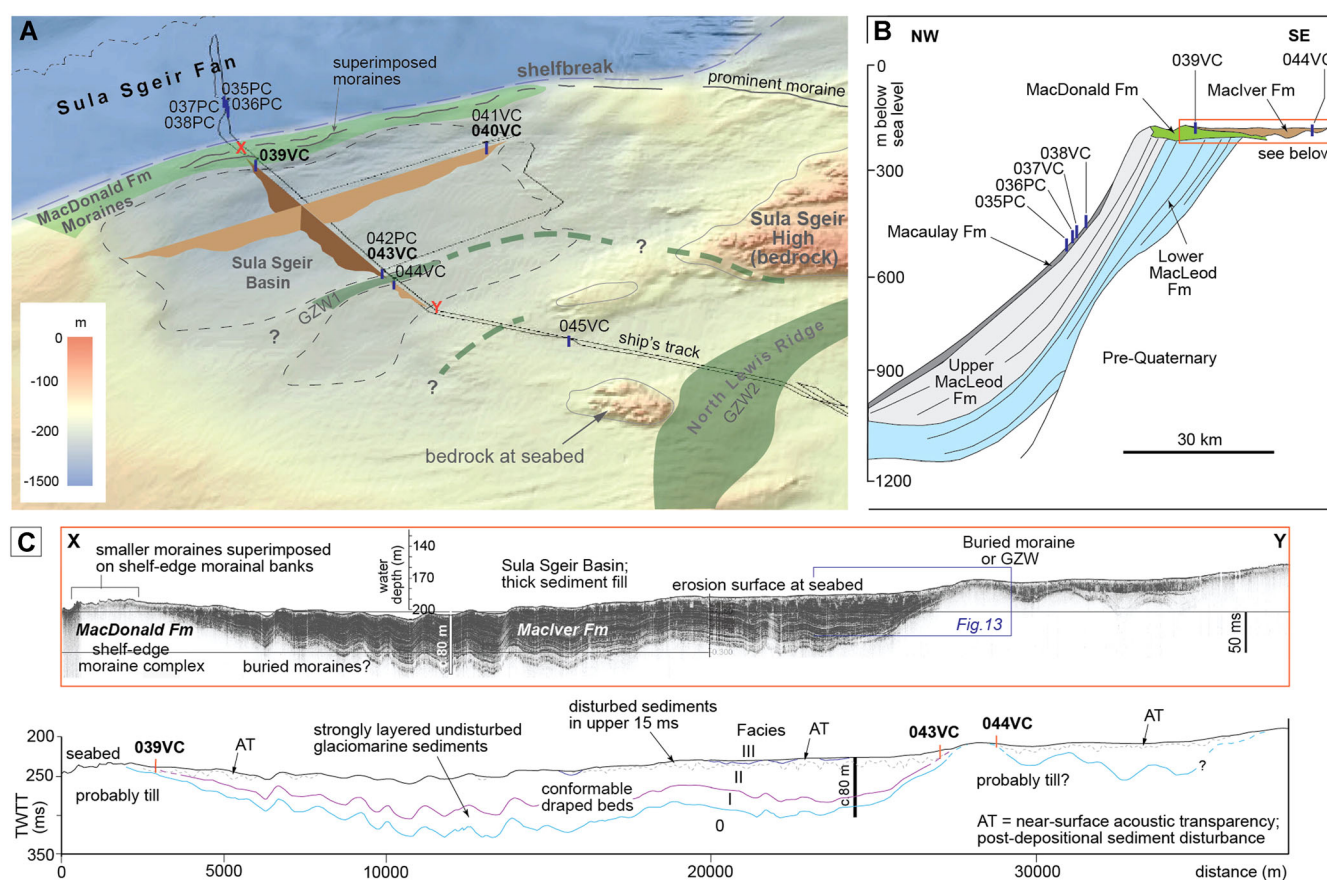 A
Sula Sgeir Fan
035PC
037PC
036PC
038PC
superimposed
moraines
shelfbreak
prominent moraine
X
039VC
041VC
040VC
MacDonald Fm
Moraines
Sula Sgeir
Basin
042PC
043VC
044VC
GZW1
?
?
?
Y
Sula Sgeir
High
(bedrock)
045VC
ship's track
North Lewis Ridge
GZW2
bedrock at seabed
m
0
-100
-200
-1500
B
NW
SE
0
300
600
900
1200
m below
sea level
039VC
044VC
MacDonald Fm
MacIver Fm
see below
038VC
037VC
036PC
035PC
Macaulay Fm
Lower
MacLeod
Fm
Upper
MacLeod
Fm
Pre-Quaternary
30 km
C
X
Y
smaller moraines superimposed
on shelf-edge morainal banks
water
depth (m)
140
170
200
Sula Sgeir Basin;
thick sediment fill
erosion surface at seabed
Buried moraine
or GZW
MacDonald Fm
shelf-edge
moraine complex
buried moraines?
c.80 m
MacIver Fm
0.300
Fig.13
50 ms
200
250
350
TWTT
(ms)
seabed
039VC
AT
probably till
strongly layered undisturbed
glaciomarine sediments
disturbed sediments
in upper 15 ms
Facies
III
II
I
0
AT
conformable
draped beds
c.80 m
043VC
044VC
AT
probably till?
?
AT = near-surface acoustic transparency;
post-depositional sediment disturbance
0
5000
10000
20000
30000
distance (m)